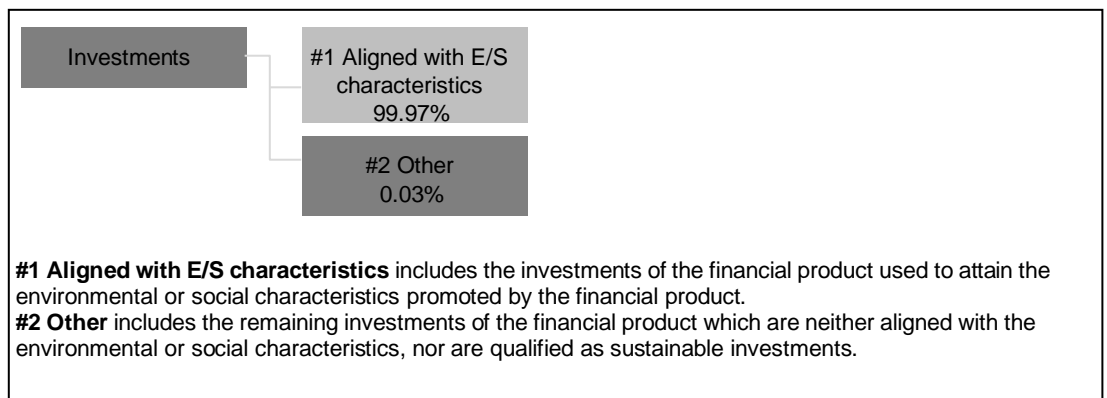 Investments
#1 Aligned with E/S
characteristics
99.97%
#2 Other
0.03%
#1 Aligned with E/S characteristics includes the investments of the financial product used to attain the
environmental or social characteristics promoted by the financial product.
#2 Other includes the remaining investments of the financial product which are neither aligned with the
environmental or social characteristics, nor are qualified as sustainable investments.